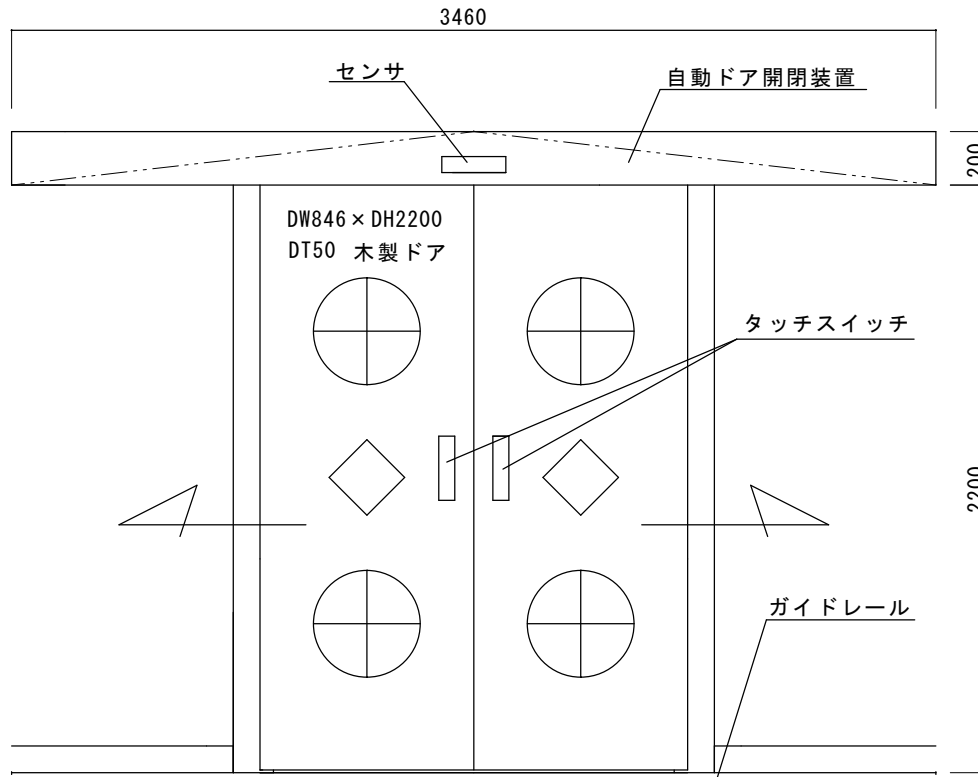 3460
センサ
自動ドア開閉装置
200
DW846×DH2200
DT50 木製ドア
タッチスイッチ
2200
ガイドレール